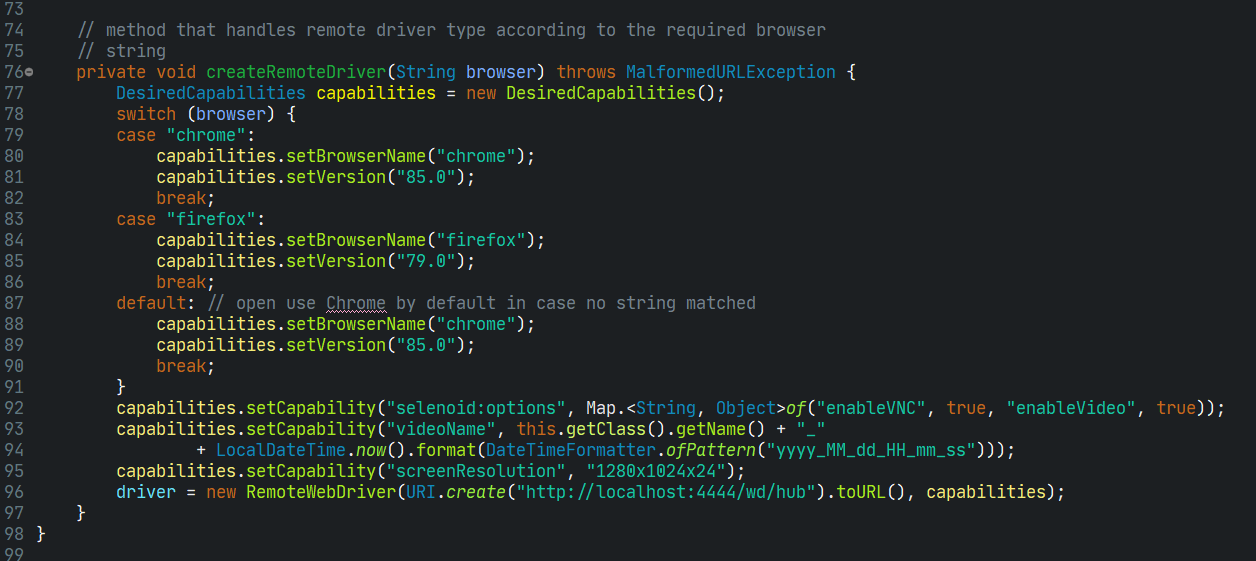 73
74 // method that handles remote driver type according to the required browser
75 // string
76 private void createRemoteDriver(String browser) throws MalformedURLException {
77 DesiredCapabilities capabilities = new DesiredCapabilities();
78 switch (browser) {
79 case "chrome":
80 capabilities.setBrowserName("chrome");
81 capabilities.setVersion("85.0");
82 break;
83 case "firefox":
84 capabilities.setBrowserName("firefox");
85 capabilities.setVersion("79.0");
86 break;
87 default: // open use Chrome by default in case no string matched
88 capabilities.setBrowserName("chrome");
89 capabilities.setVersion("85.0");
90 break;
91 }
92 capabilities.setCapability("selenoid:options", Map.<String, Object>of("enableVNC", true, "enableVideo", true));
93 capabilities.setCapability("videoName", this.getClass().getName() + "_"
94 + LocalDateTime.now().format(DateTimeFormatter.ofPattern("yyyy_MM_dd_HH_mm_ss")));
95 capabilities.setCapability("screenResolution", "1280x1024x24");
96 driver = new RemoteWebDriver(URI.create("http://localhost:4444/wd/hub").toURL(), capabilities);
97 }
98 }
99